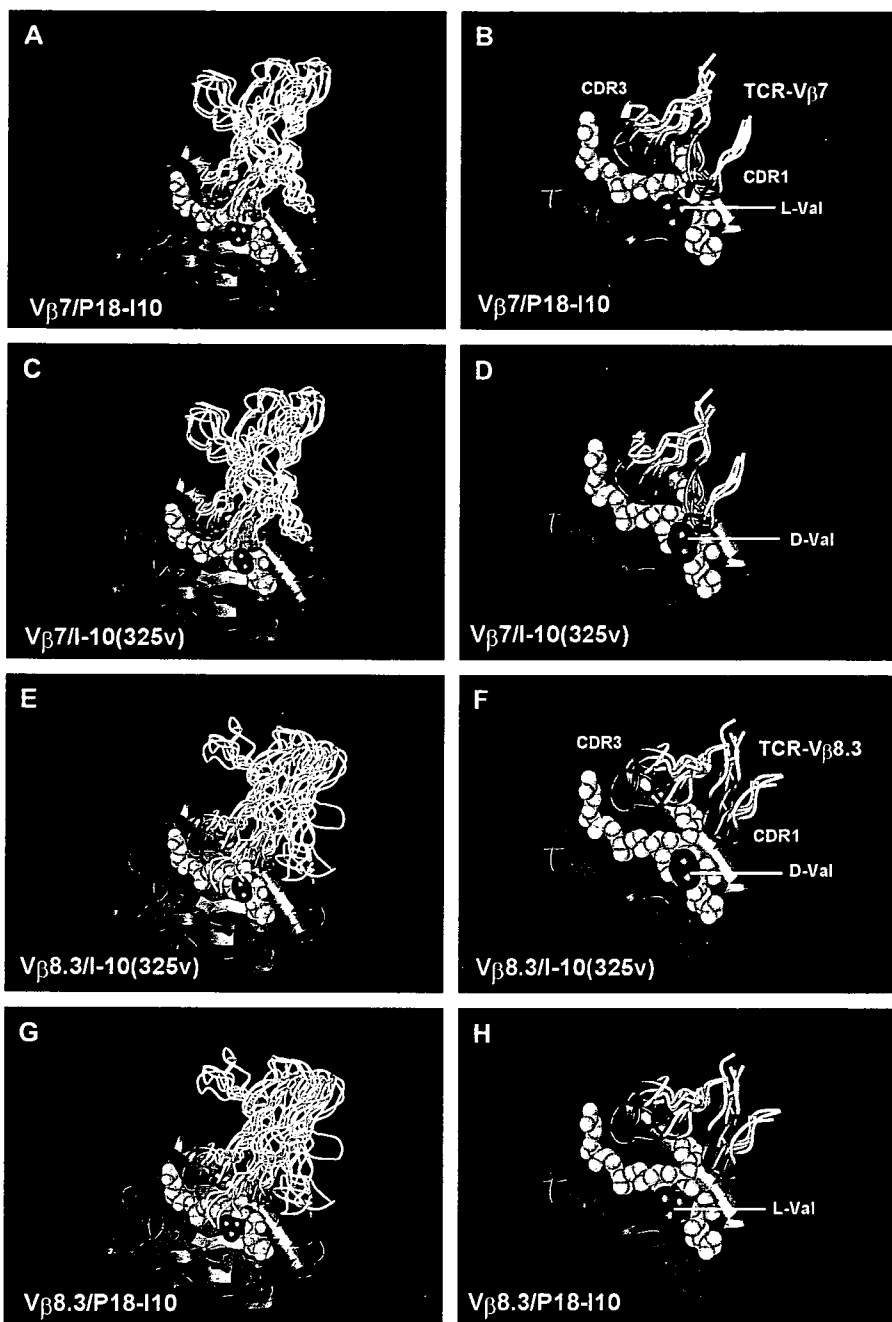 A
Vβ7/P18-I10
B
CDR3
TCR-Vβ7
CDR1
L-Val
Vβ7/P18-I10
C
Vβ7/I-10(325v)
D
D-Val
Vβ7/I-10(325v)
E
Vβ8.3/I-10(325v)
F
CDR3
TCR-Vβ8.3
CDR1
D-Val
Vβ8.3/I-10(325v)
G
Vβ8.3/P18-I10
H
L-Val
Vβ8.3/P18-I10